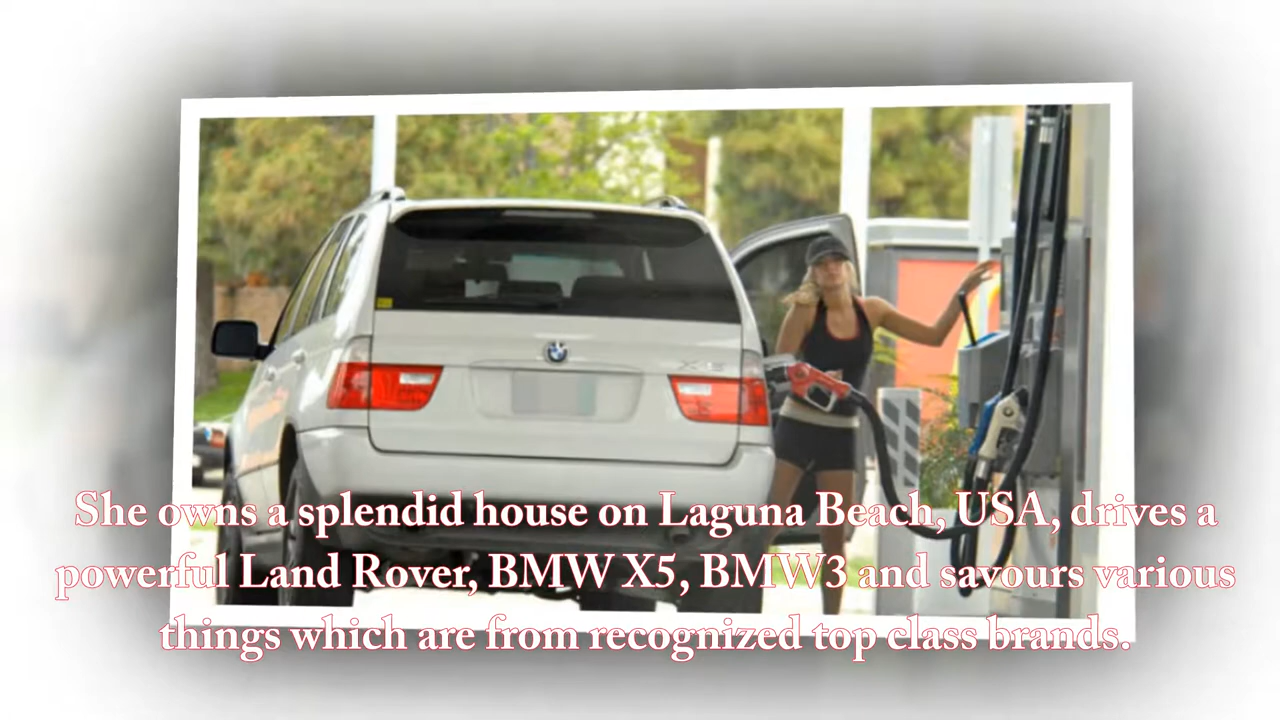 X5
She owns a splendid house on Laguna Beach, USA, drives a
powerful Land Rover, BMW X5, BMW3 and savours various
things which are from recognized top class brands.